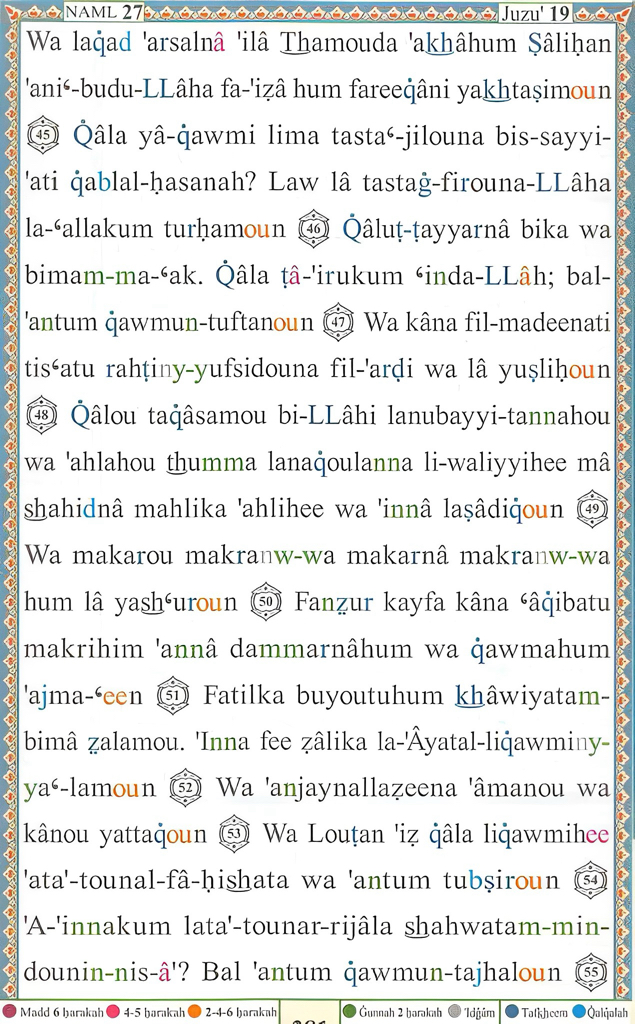 NAML 27 Juzu' 19
Wa laq̇ad 'arsalnâ 'ilâ Thamouda 'akhâhum Ṣâliḥan
'ani‘-budu-LLâha fa-'iẓâ hum fareeq̇âni yakhtaṣimoun
45 Q̇âla yâ-q̇awmi lima tasta‘-jilouna bis-sayyi-
'ati q̇ablal-ḥasanah? Law lâ tastaġ-firouna-LLâha
la-‘allakum turḥamoun 46 Q̇âluṭ-ṭayyarnâ bika wa
bimam-ma-‘ak. Q̇âla ṭâ-'irukum ‘inda-LLâh; bal-
'antum q̇awmun-tuftanoun 47 Wa kâna fil-madeenati
tis‘atu rahṭiny-yufsidouna fil-'arḍi wa lâ yuṣliḥoun
48 Q̇âlou taq̇âsamou bi-LLâhi lanubayyi-tannahou
wa 'ahlahou thumma lanaq̇oulanna li-waliyyihee mâ
shahidnâ mahlika 'ahlihee wa 'innâ laṣâdiq̇oun 49
Wa makarou makranw-wa makarnâ makranw-wa
hum lâ yash‘uroun 50 Fanẓur kayfa kâna ‘âq̇ibatu
makrihim 'annâ dammarnâhum wa q̇awmahum
'ajma-‘een 51 Fatilka buyoutuhum khâwiyatam-
bimâ ẓalamou. 'Inna fee ẓâlika la-'Âyatal-liq̇awminy-
ya‘-lamoun 52 Wa 'anjaynallaẓeena 'âmanou wa
kânou yattaq̇oun 53 Wa Louṭan 'iẓ q̇âla liq̇awmihee
'ata'-tounal-fâ-ḥishata wa 'antum tubṣiroun 54
'A-'innakum lata'-tounar-rijâla shahwatam-min-
dounin-nis-â'? Bal 'antum q̇awmun-tajhaloun 55
Madd 6 ḥarakah 4-5 ḥarakah 2-4-6 ḥarakah Gunnah 2 ḥarakah 'Idġâm Tafkheem Qalqalah